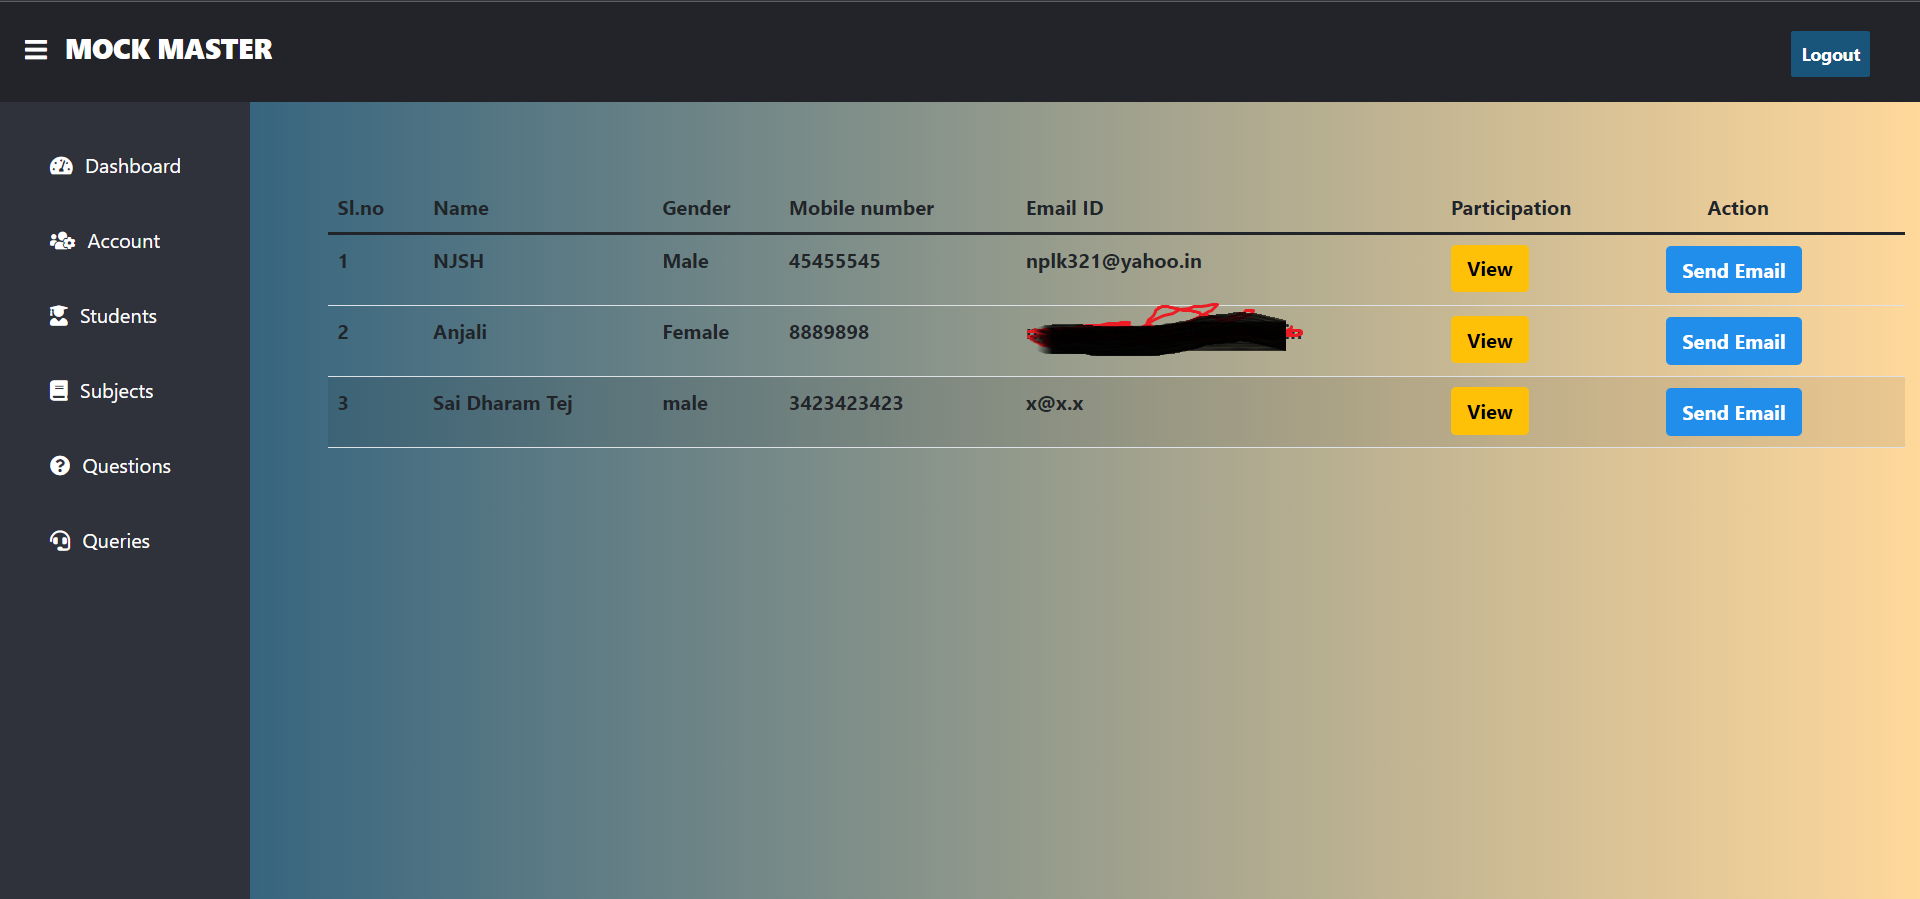 MOCK MASTER
Logout
Dashboard
Account
Students
Subjects
Questions
Queries
Sl.no Name Gender Mobile number Email ID Participation Action
1 NJSH Male 45455545 nplk321@yahoo.in View Send Email
2 Anjali Female 8889898 View Send Email
3 Sai Dharam Tej male 3423423423 x@x.x View Send Email